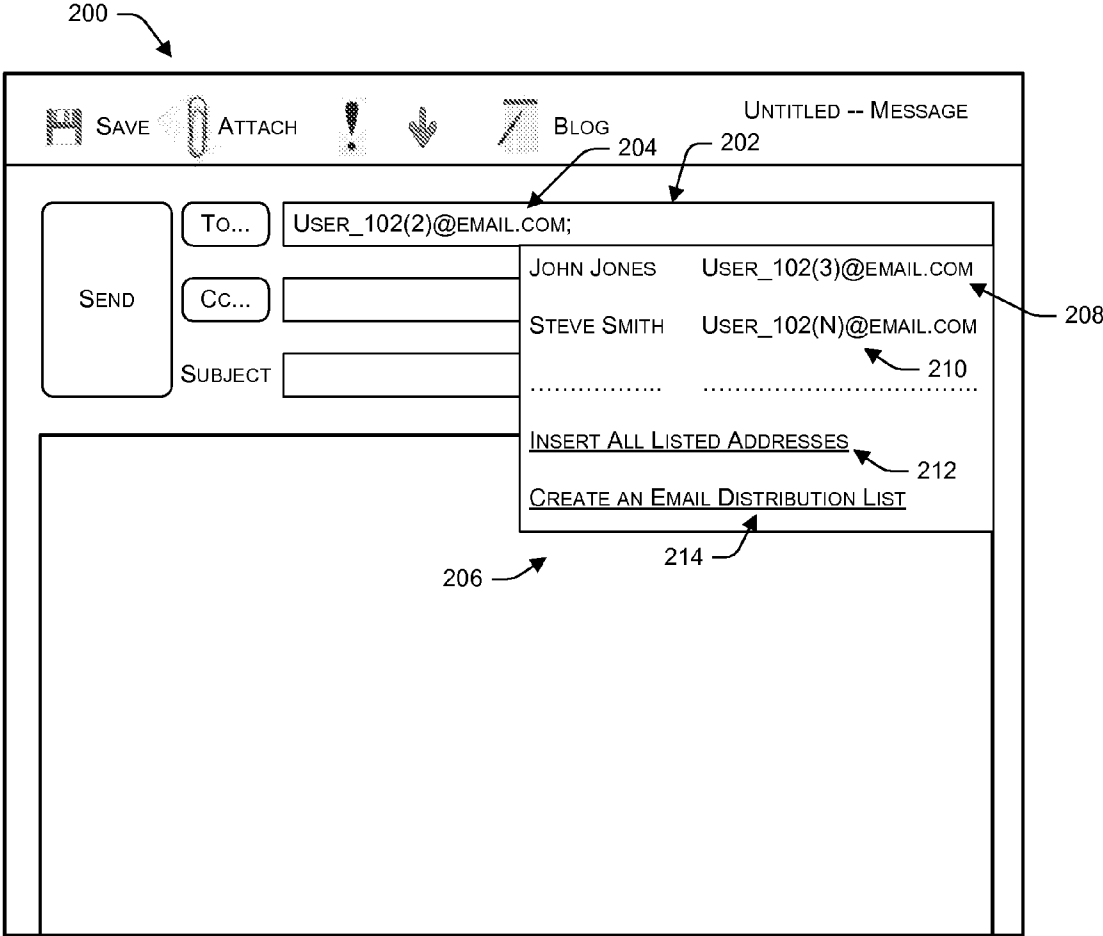 200
SAVE ATTACH BLOG UNTITLED -- MESSAGE
204 202
TO... USER_102(2)@EMAIL.COM;
JOHN JONES USER_102(3)@EMAIL.COM
SEND CC... 208
STEVE SMITH USER_102(N)@EMAIL.COM
SUBJECT 210
................. ..................................
INSERT ALL LISTED ADDRESSES
212
CREATE AN EMAIL DISTRIBUTION LIST
214
206